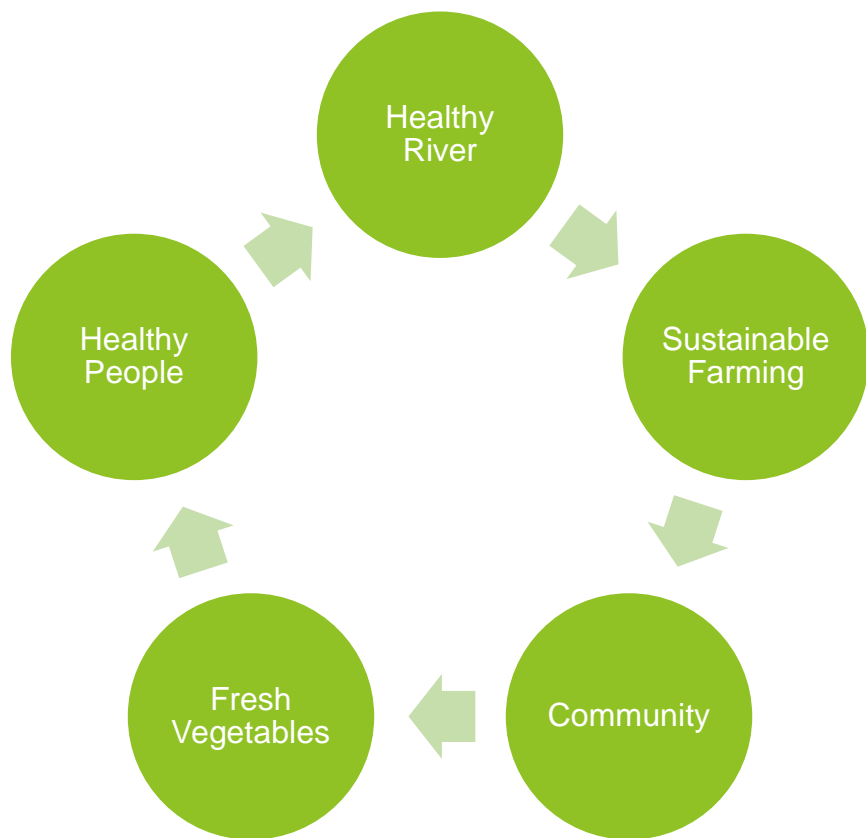 Healthy
River
Sustainable
Farming
Community
Fresh
Vegetables
Healthy
People